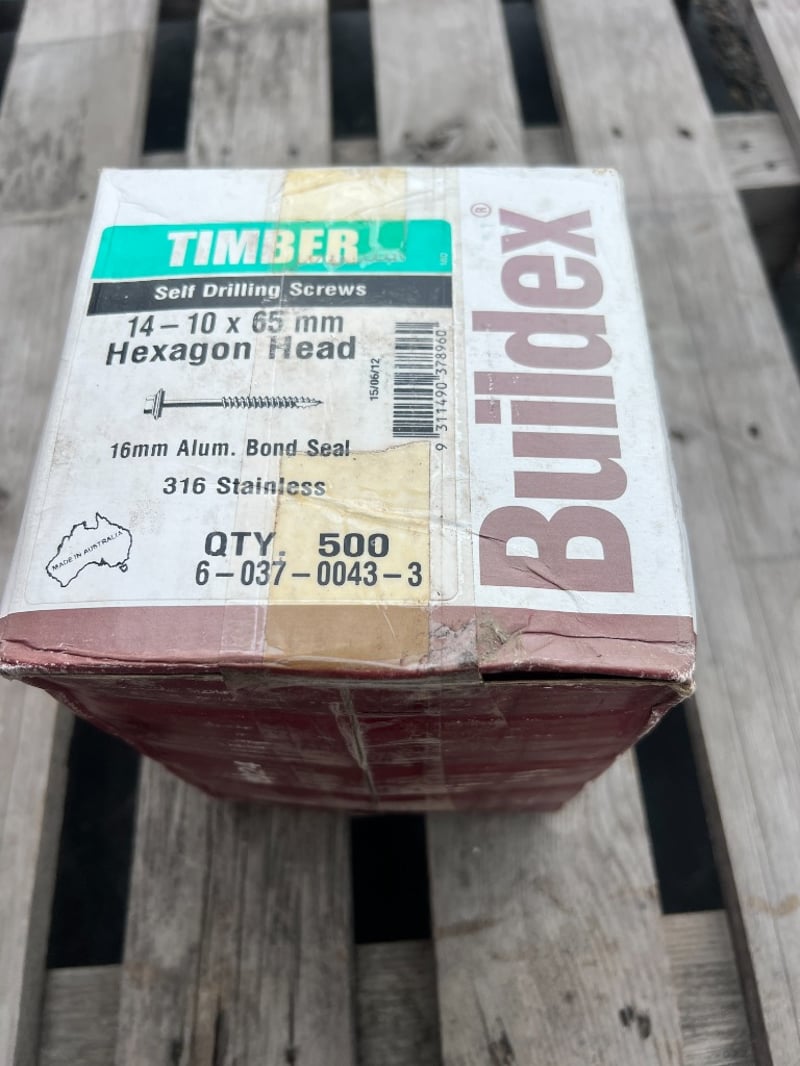 TIMBER
Self Drilling Screws
14-10 x 65 mm
Hexagon Head
15/06/12
9 311490 378960
16mm Alum. Bond Seal
316 Stainless
MADE IN AUSTRALIA
QTY. 500
6-037-0043-3
Buildex®